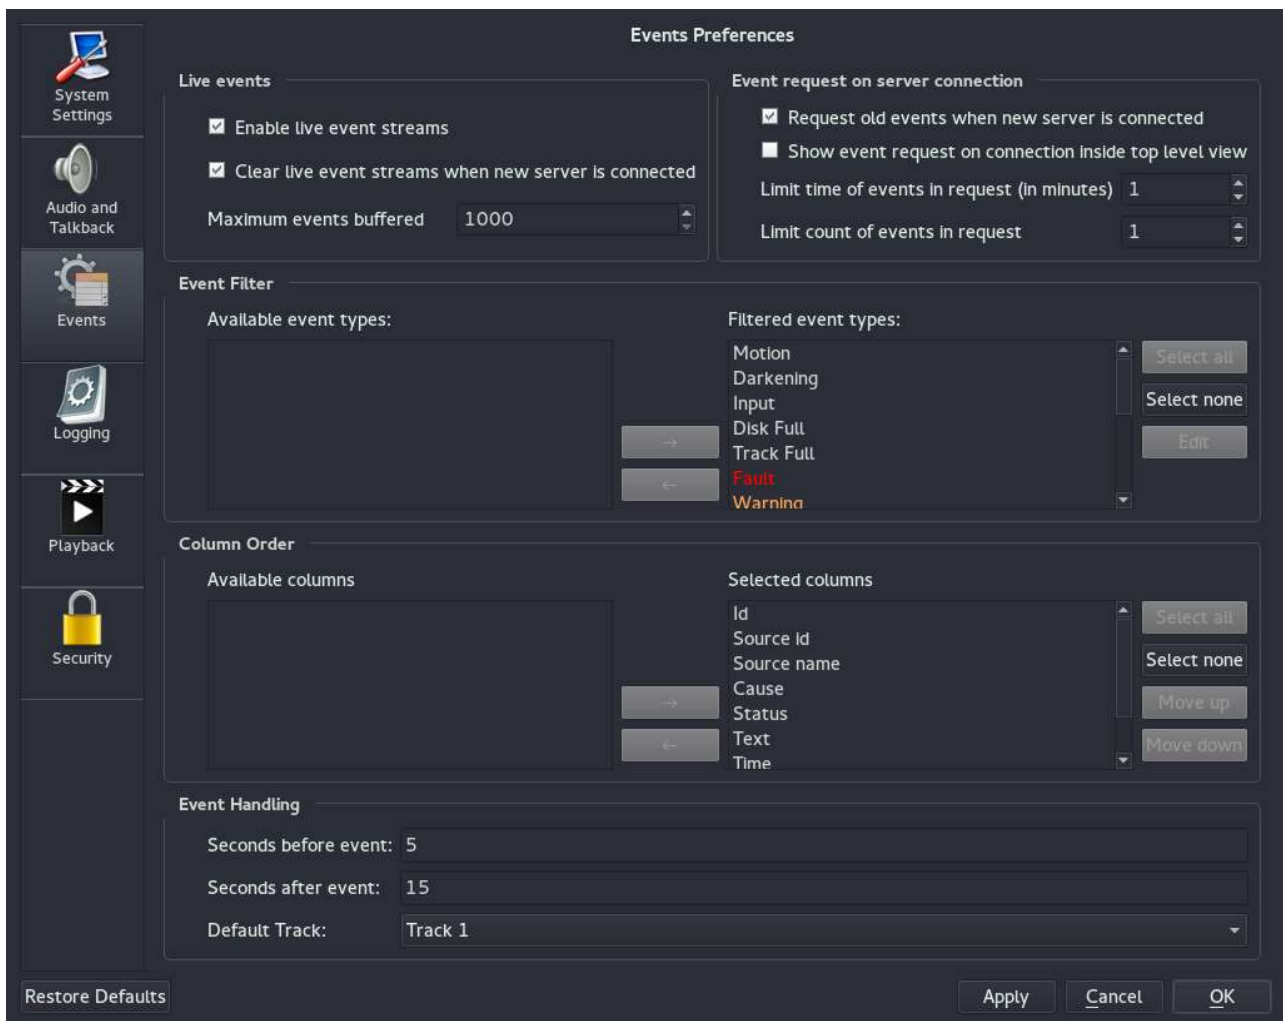 Events Preferences
System
Settings
Audio and
Talkback
Events
Logging
Playback
Security
Live events
Enable live event streams
Clear live event streams when new server is connected
Maximum events buffered 1000
Event request on server connection
Request old events when new server is connected
Show event request on connection inside top level view
Limit time of events in request (in minutes) 1
Limit count of events in request 1
Event Filter
Available event types:
→
←
Filtered event types:
Motion
Darkening
Input
Disk Full
Track Full
Fault
Warning
Select all
Select none
Edit
Column Order
Available columns
→
←
Selected columns
Id
Source id
Source name
Cause
Status
Text
Time
Select all
Select none
Move up
Move down
Event Handling
Seconds before event: 5
Seconds after event: 15
Default Track: Track 1
Restore Defaults
Apply
Cancel
OK